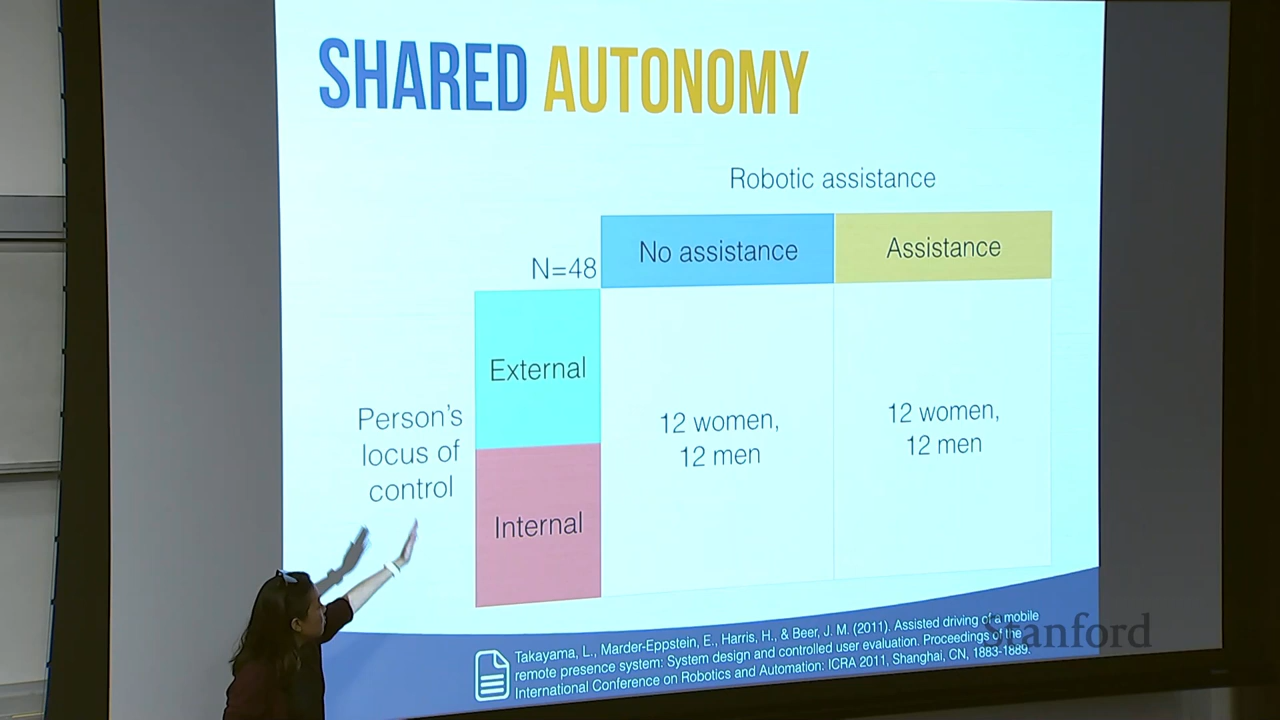 SHARED AUTONOMY
Robotic assistance
No assistance
Assistance
N=48
External
Person's
locus of
control
12 women,
12 men
12 women,
12 men
Internal
Takayama, L., Marder-Eppstein, E., Harris, H., & Beer, J. M. (2011). Assisted driving of a mobile
remote presence system: System design and controlled user evaluation. Proceedings of the
International Conference on Robotics and Automation: ICRA 2011, Shanghai, CN, 1883-1889.
Stanford